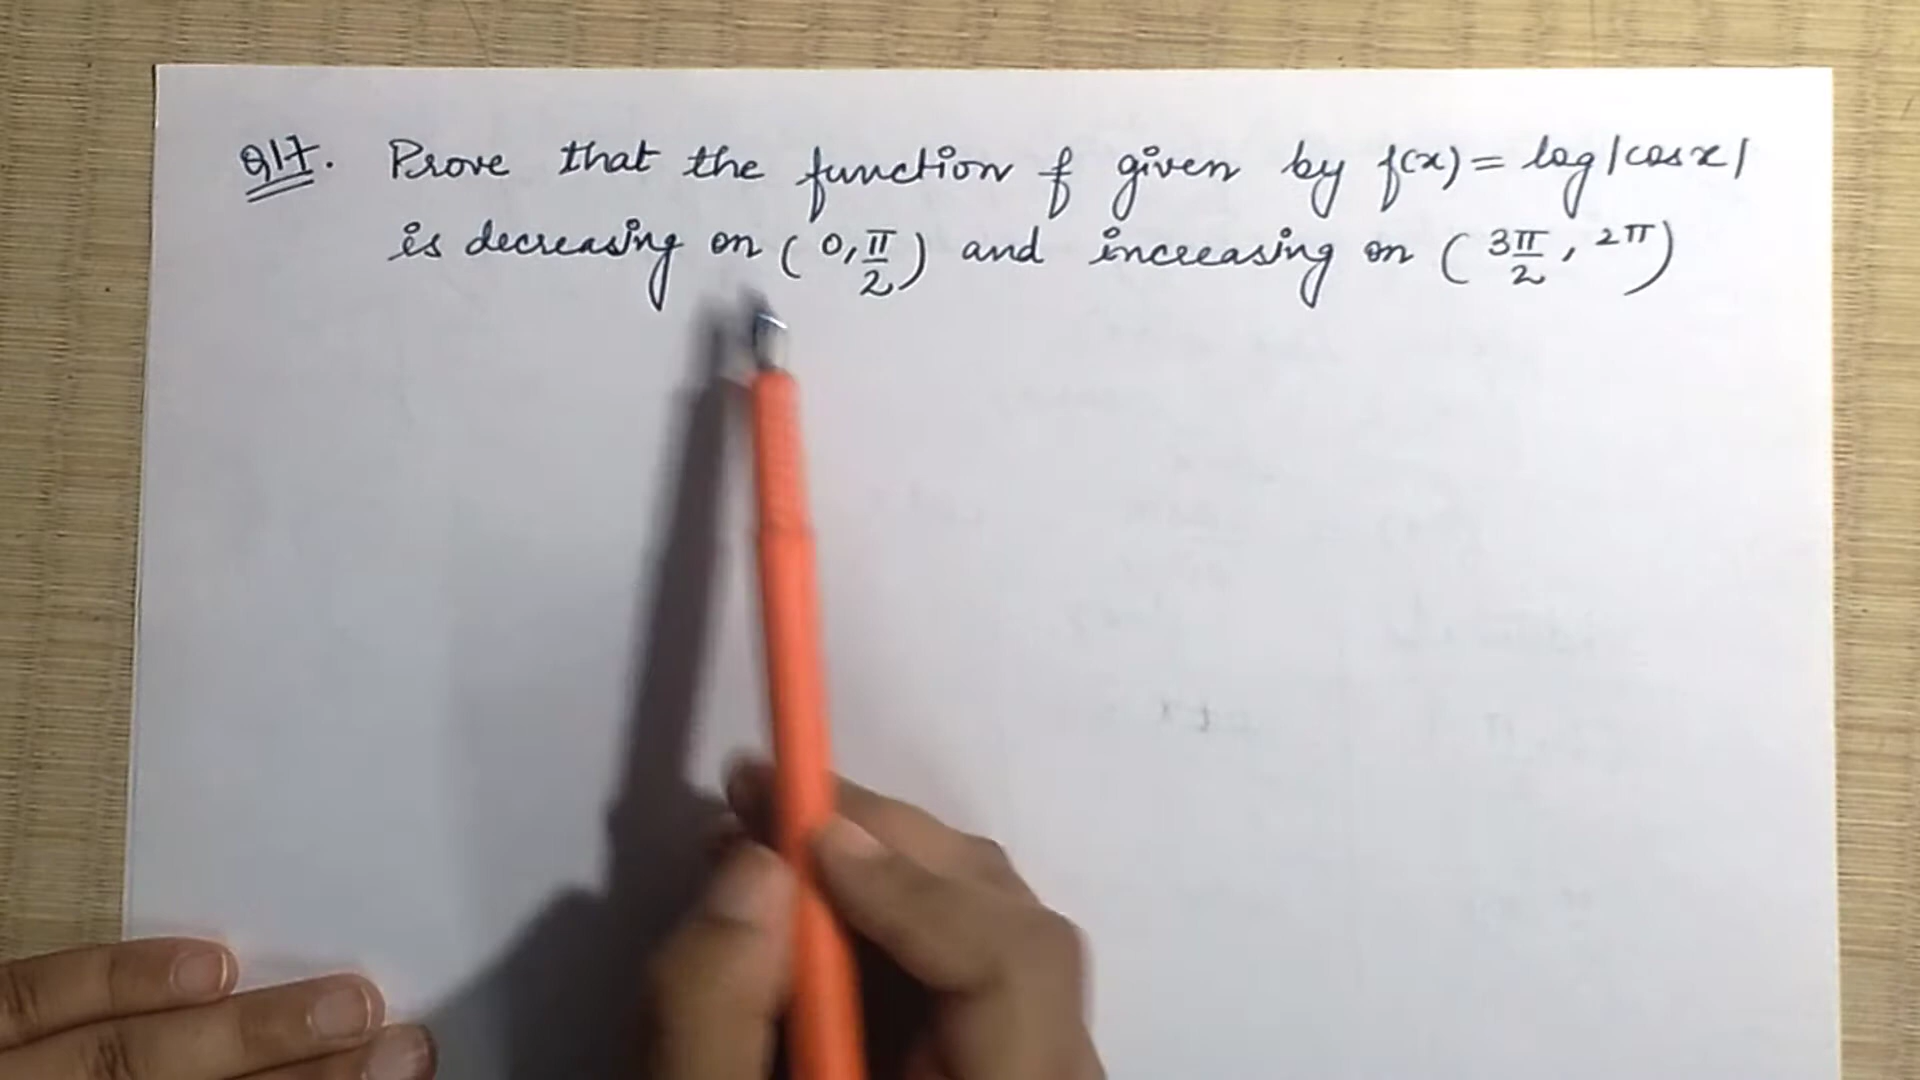 Q17. Prove that the function f given by f(x) = log|cosx|
is decreasing on (0, π/2) and increasing on (3π/2, 2π)